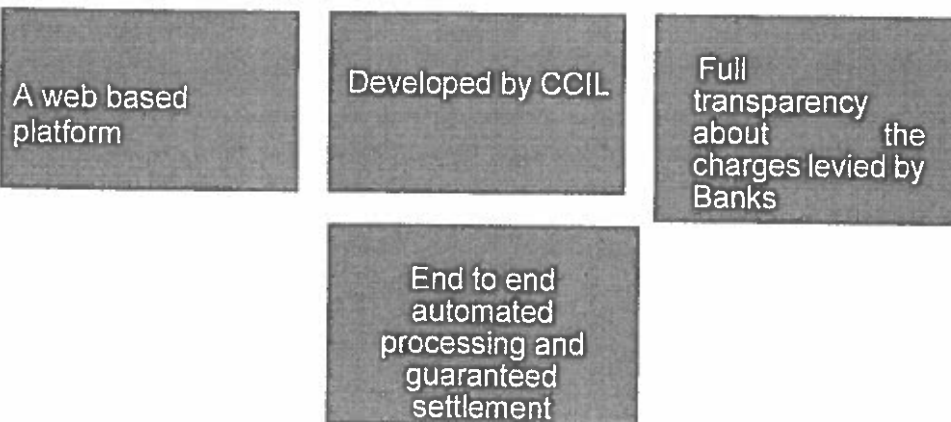 A web based
platform
Developed by CCIL
Full
transparency
about the
charges levied by
Banks
End to end
automated
processing and
guaranteed
settlement